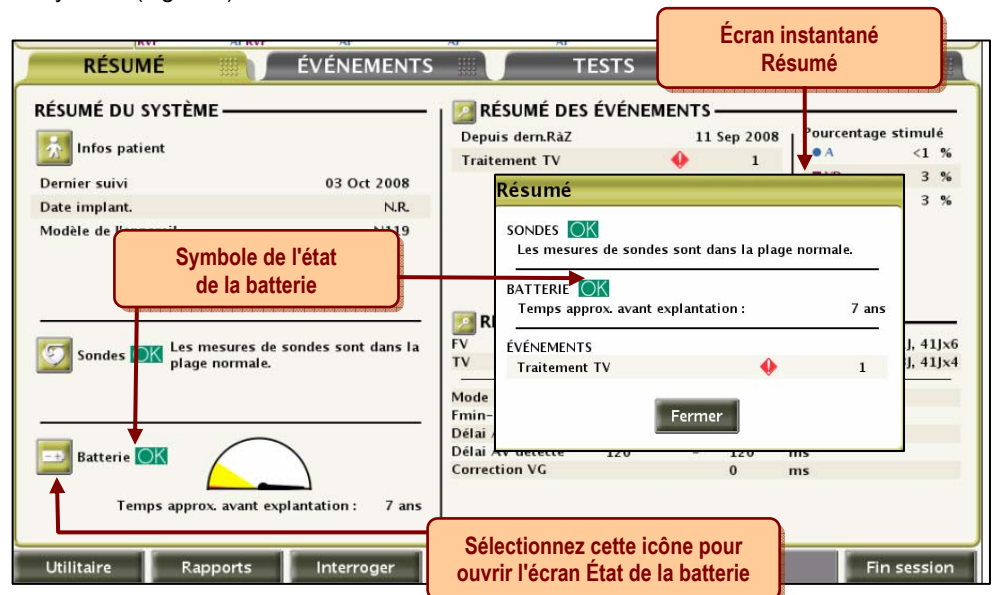 Écran instantané
Résumé
RÉSUMÉ
ÉVÉNEMENTS
TESTS
RÉSUMÉ DU SYSTÈME
Infos patient
Dernier suivi 03 Oct 2008
Date implant. N.R.
Modèle de N119
Symbole de l'état
de la batterie
Sondes OK Les mesures de sondes sont dans la
plage normale.
Batterie OK
Temps approx. avant explantation : 7 ans
RÉSUMÉ DES ÉVÉNEMENTS
Depuis dern.RàZ 11 Sep 2008
Traitement TV 1
Pourcentage stimulé
A <1 %
3 %
3 %
Résumé
SONDES OK
Les mesures de sondes sont dans la plage normale.
BATTERIE OK
Temps approx. avant explantation : 7 ans
ÉVÉNEMENTS
Traitement TV 1
Fermer
FV J, 41Jx6
TV J, 41Jx4
Mode
Fmin-
Délai
Délai AV détecté 120 - 120 ms
Correction VG 0 ms
Sélectionnez cette icône pour
ouvrir l'écran État de la batterie
Utilitaire
Rapports
Interroger
Fin session